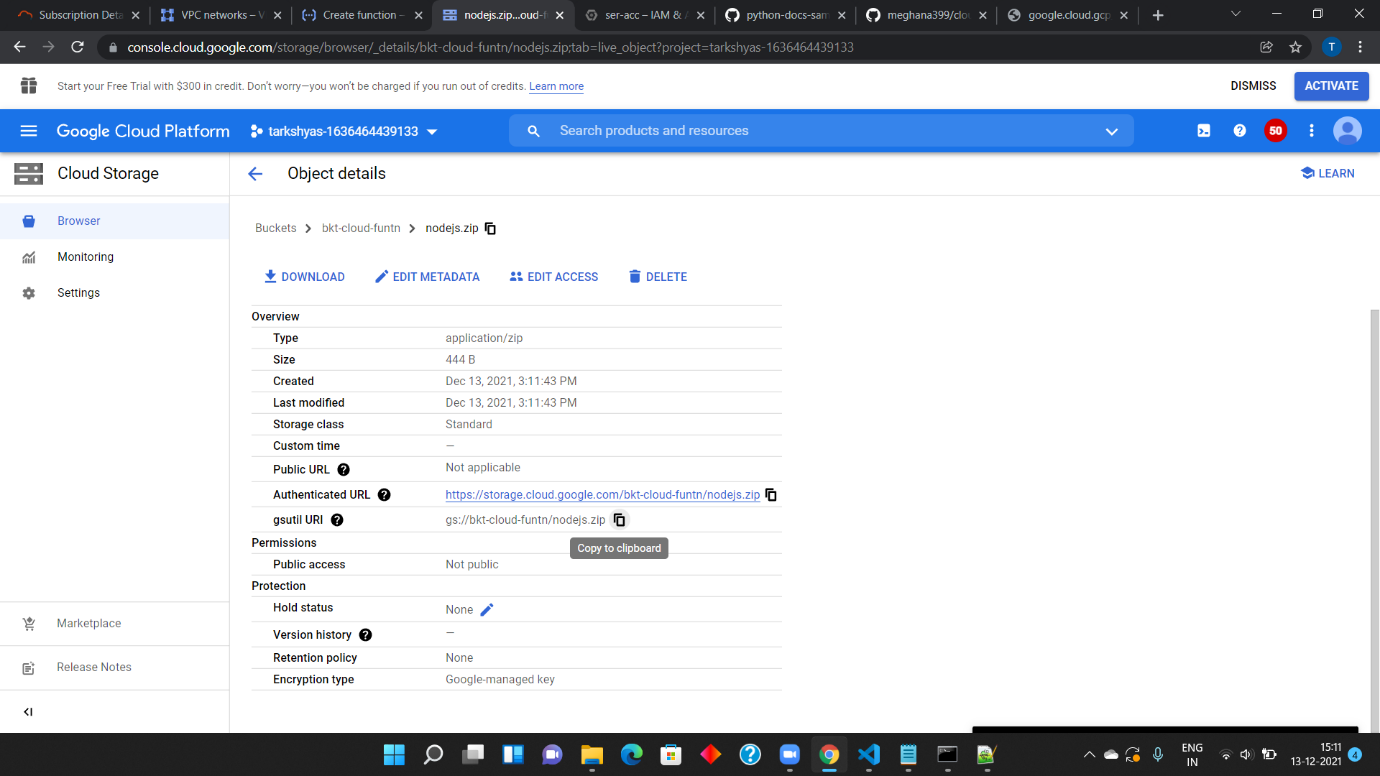 Subscription Deta
VPC networks – V
Create function –
nodejs.zip...oud-f
ser-acc – IAM & A
python-docs-sam
meghana399/clou
google.cloud.gcp
console.cloud.google.com/storage/browser/_details/bkt-cloud-funtn/nodejs.zip;tab=live_object?project=tarkshyas-1636464439133
T
Start your Free Trial with $300 in credit. Don't worry—you won't be charged if you run out of credits. Learn more
DISMISS
ACTIVATE
Google Cloud Platform
tarkshyas-1636464439133
Search products and resources
50
Cloud Storage
Object details
LEARN
Browser
Monitoring
Settings
Buckets > bkt-cloud-funtn > nodejs.zip
DOWNLOAD EDIT METADATA EDIT ACCESS DELETE
Overview
Type application/zip
Size 444 B
Created Dec 13, 2021, 3:11:43 PM
Last modified Dec 13, 2021, 3:11:43 PM
Storage class Standard
Custom time —
Public URL Not applicable
Authenticated URL https://storage.cloud.google.com/bkt-cloud-funtn/nodejs.zip
gsutil URI gs://bkt-cloud-funtn/nodejs.zip
Copy to clipboard
Permissions
Public access Not public
Protection
Hold status None
Version history —
Retention policy None
Encryption type Google-managed key
Marketplace
Release Notes
ENG
IN
15:11
13-12-2021
4